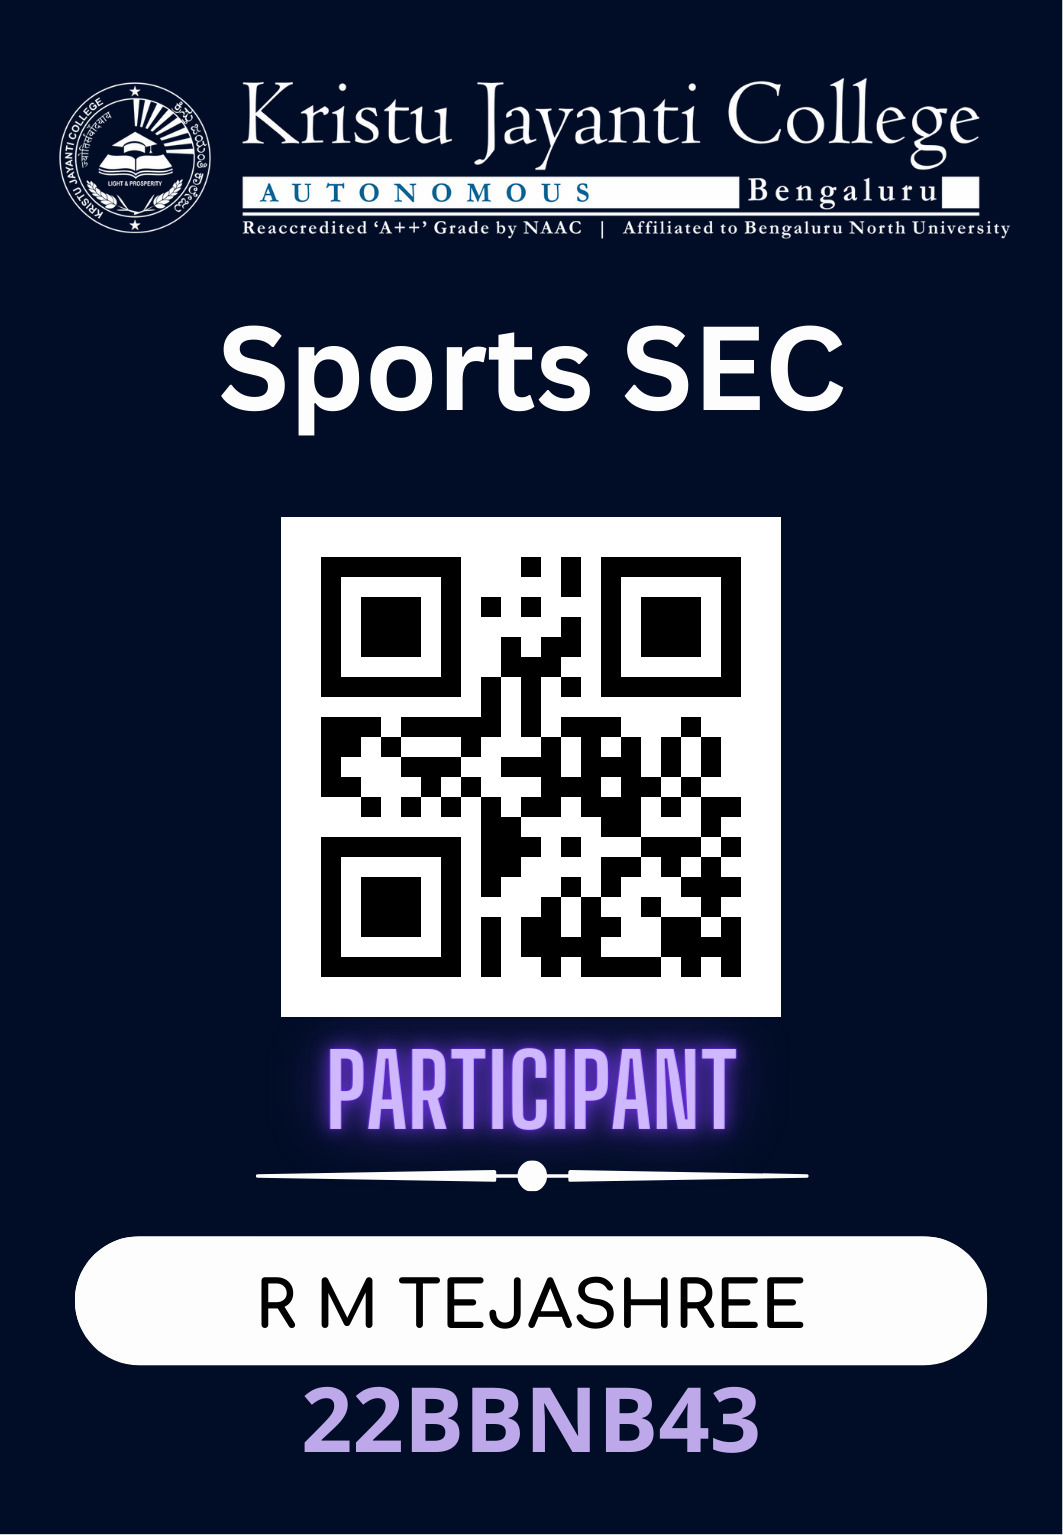 Kristu Jayanti College
AUTONOMOUS Bengaluru
Reaccredited ‘A++’ Grade by NAAC | Affiliated to Bengaluru North University
KRISTU JAYANTI COLLEGE
LIGHT & PROSPERITY
Sports SEC
PARTICIPANT
R M TEJASHREE
22BBNB43